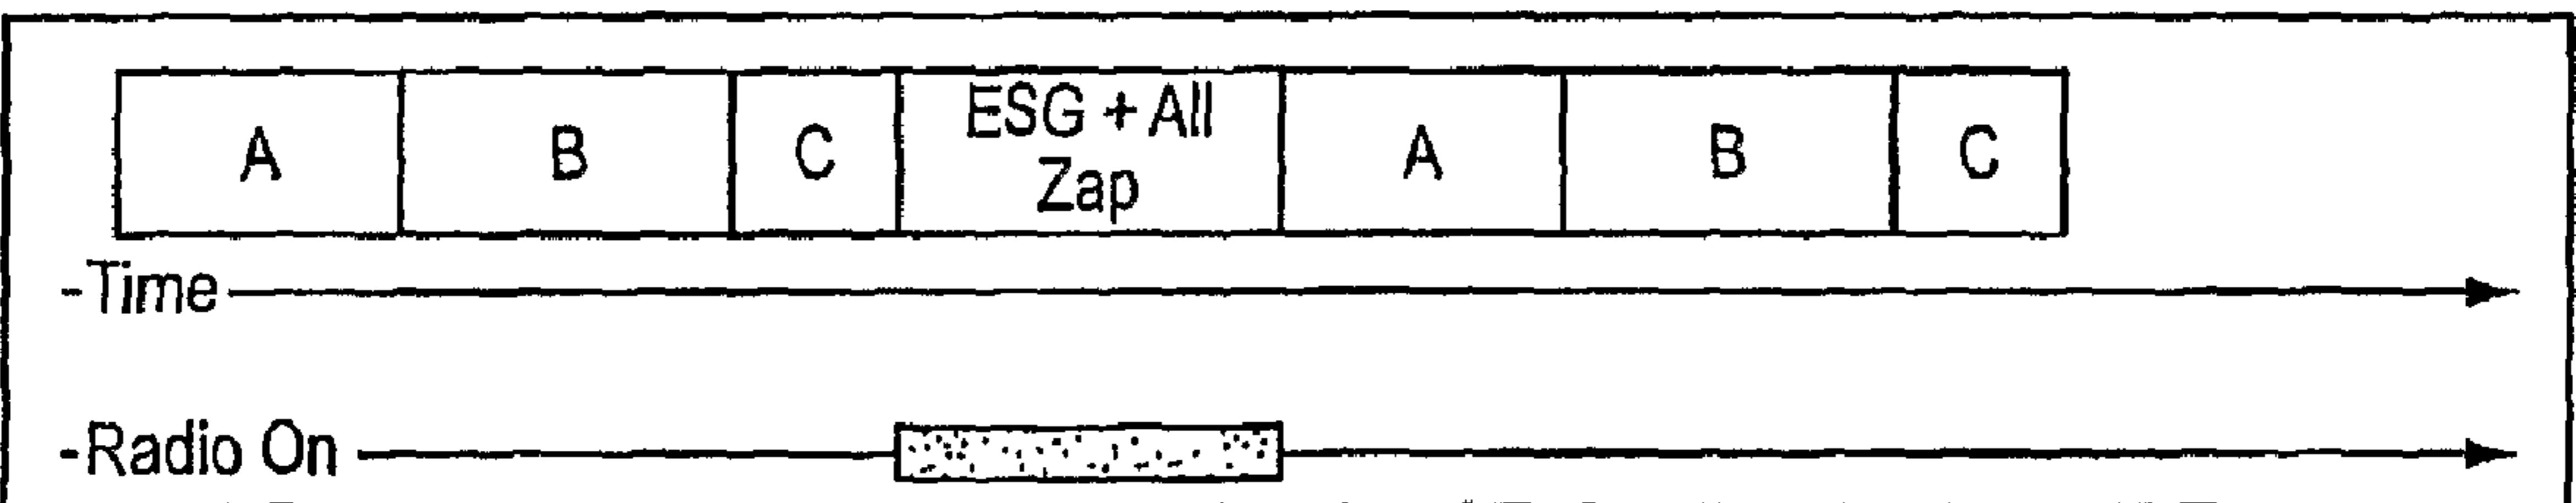 A B C ESG + All A B C
Zap
-Time
-Radio On